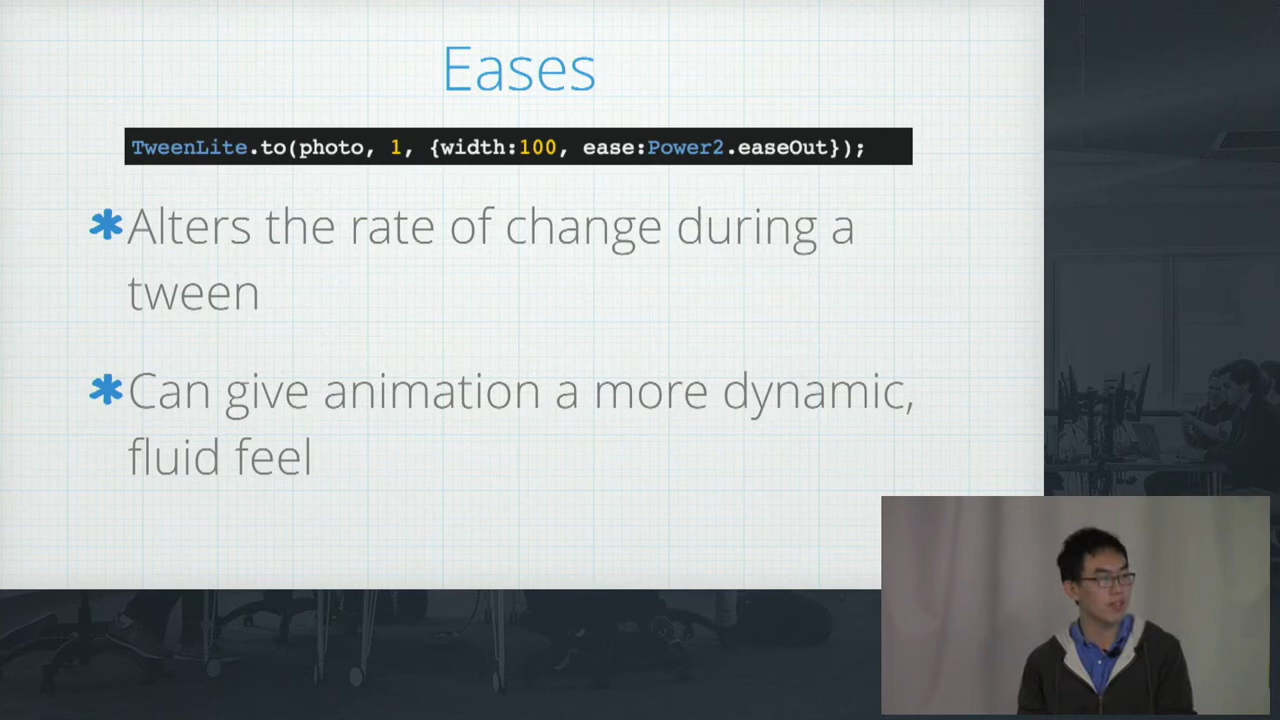 Eases
TweenLite.to(photo, 1, {width:100, ease:Power2.easeOut});
*Alters the rate of change during a
tween
*Can give animation a more dynamic,
fluid feel